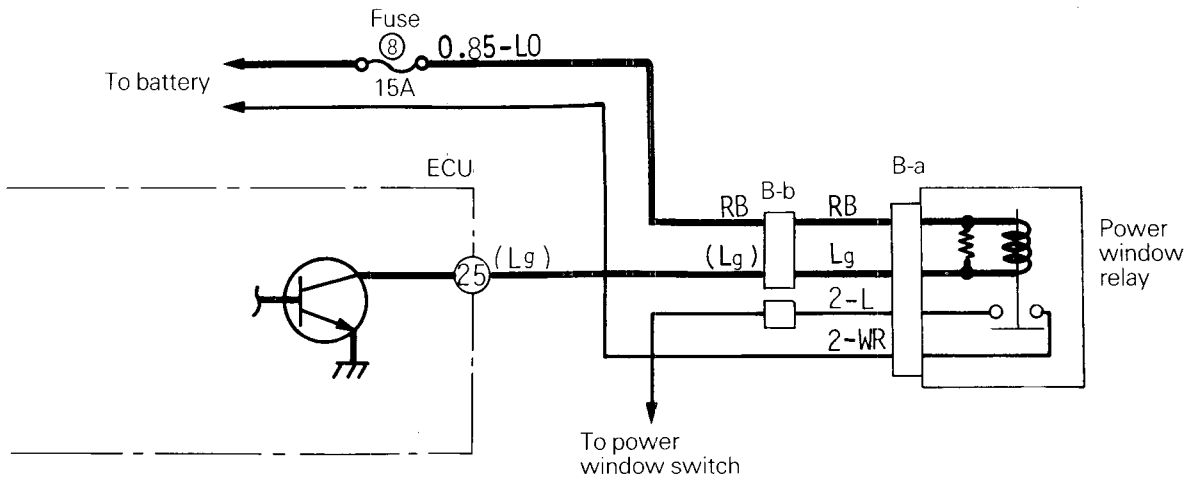 Fuse
8
0.85-LO
15A
To battery
ECU
B-a
B-b
RB
RB
Power
window
relay
25
(Lg)
(Lg)
Lg
2-L
2-WR
To power
window switch